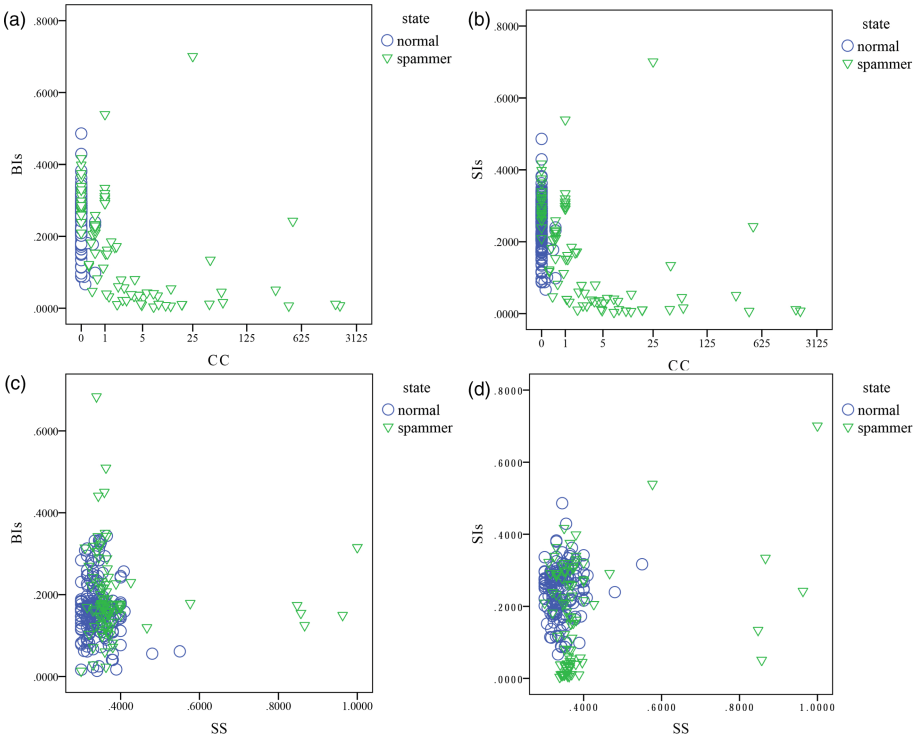 (a)
state
normal
spammer
.8000
.6000
.4000
.2000
.0000
BIs
0 1 5 25 125 625 3125
CC
(b)
state
normal
spammer
.8000
.6000
.4000
.2000
.0000
SIs
0 1 5 25 125 625 3125
CC
(c)
state
normal
spammer
.6000
.4000
.2000
.0000
BIs
.4000 .6000 .8000 1.0000
SS
(d)
state
normal
spammer
.8000
.6000
.4000
.2000
.0000
SIs
.4000 .6000 .8000 1.0000
SS